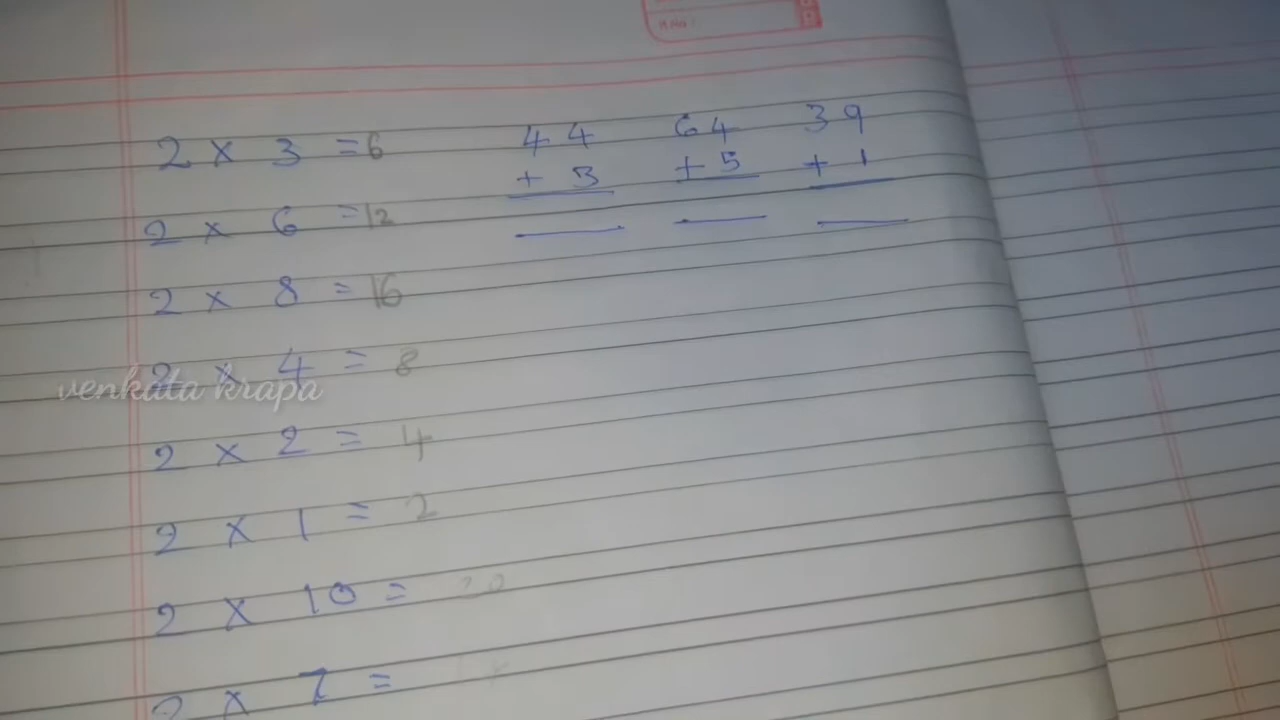 2 × 3 = 6
2 × 6 = 12
2 × 8 = 16
2 × 4 = 8
2 × 2 = 4
2 × 1 = 2
2 × 10 = 20
2 × 7 =
44 64 39
+ 3 + 5 + 1
venkata krapa